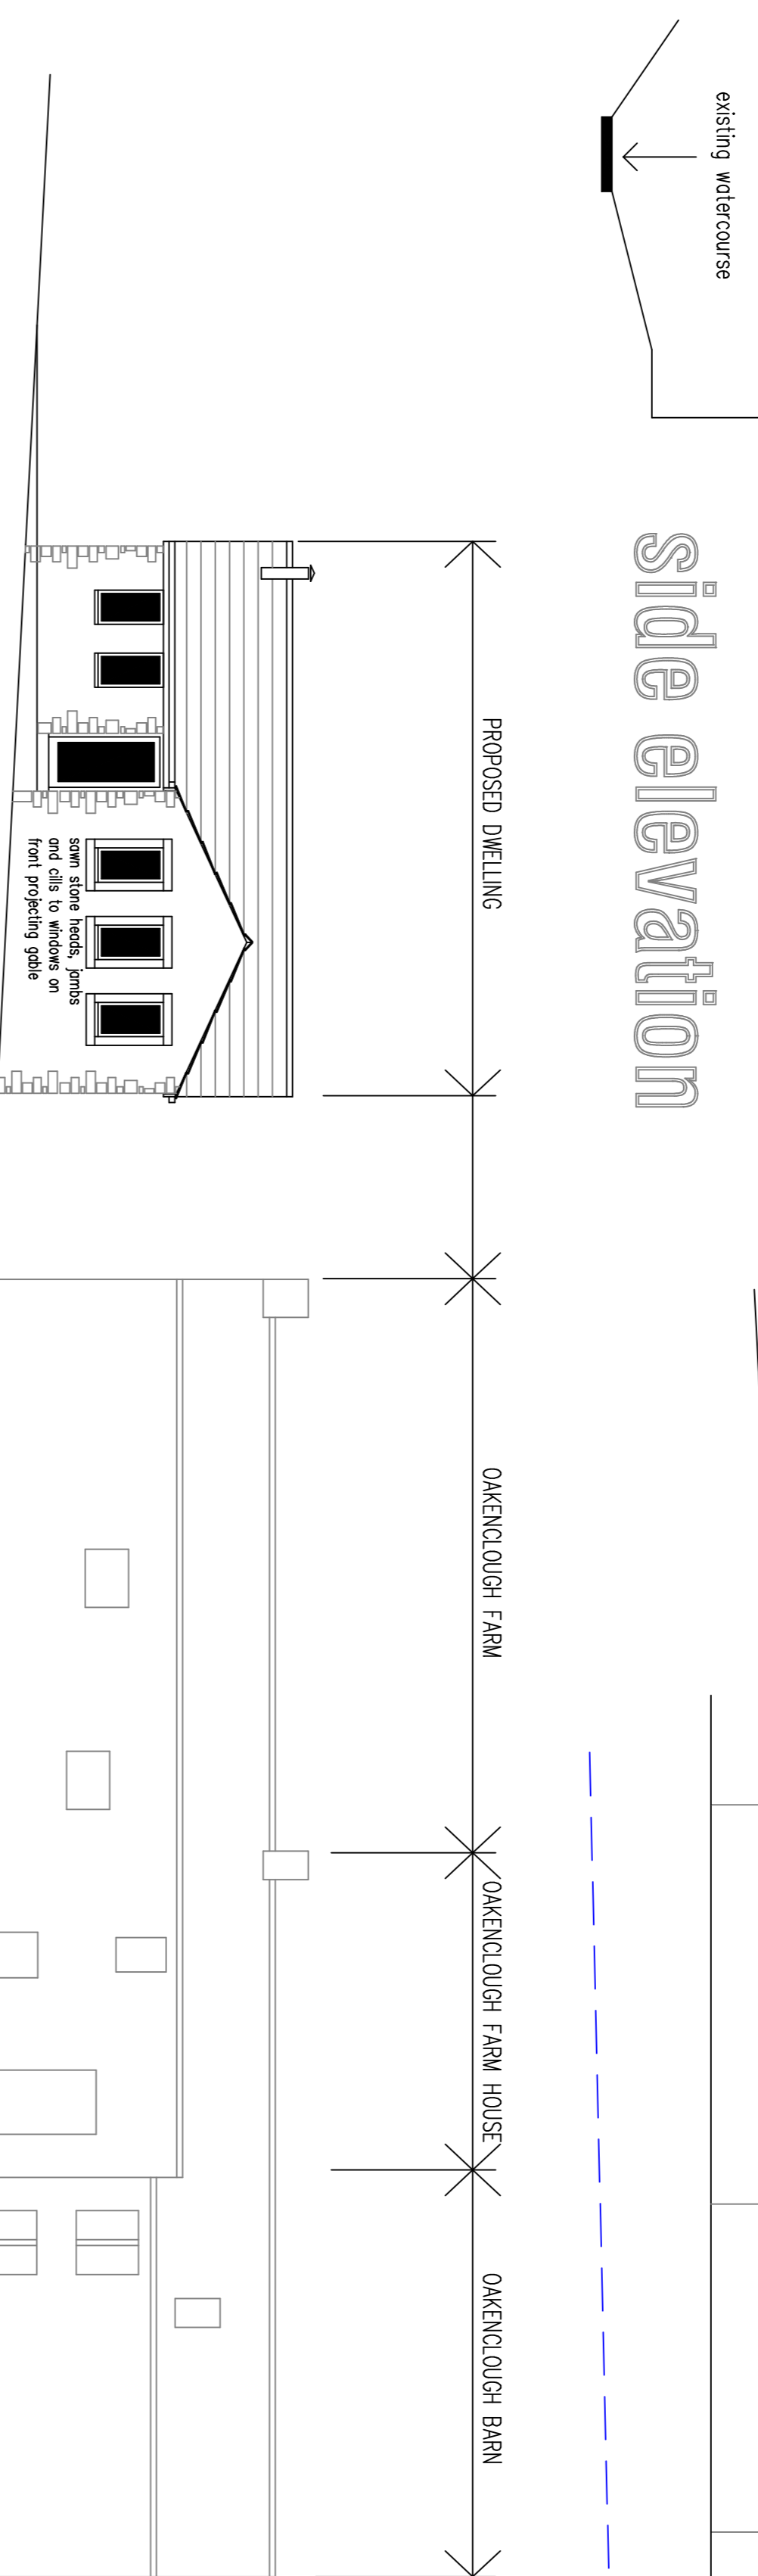 existing watercourse
side elevation
PROPOSED DWELLING
OAKENCLOUGH FARM
OAKENCLOUGH FARM HOUSE
OAKENCLOUGH BARN
sawn stone heads, jambs
and cills to windows on
front projecting gable